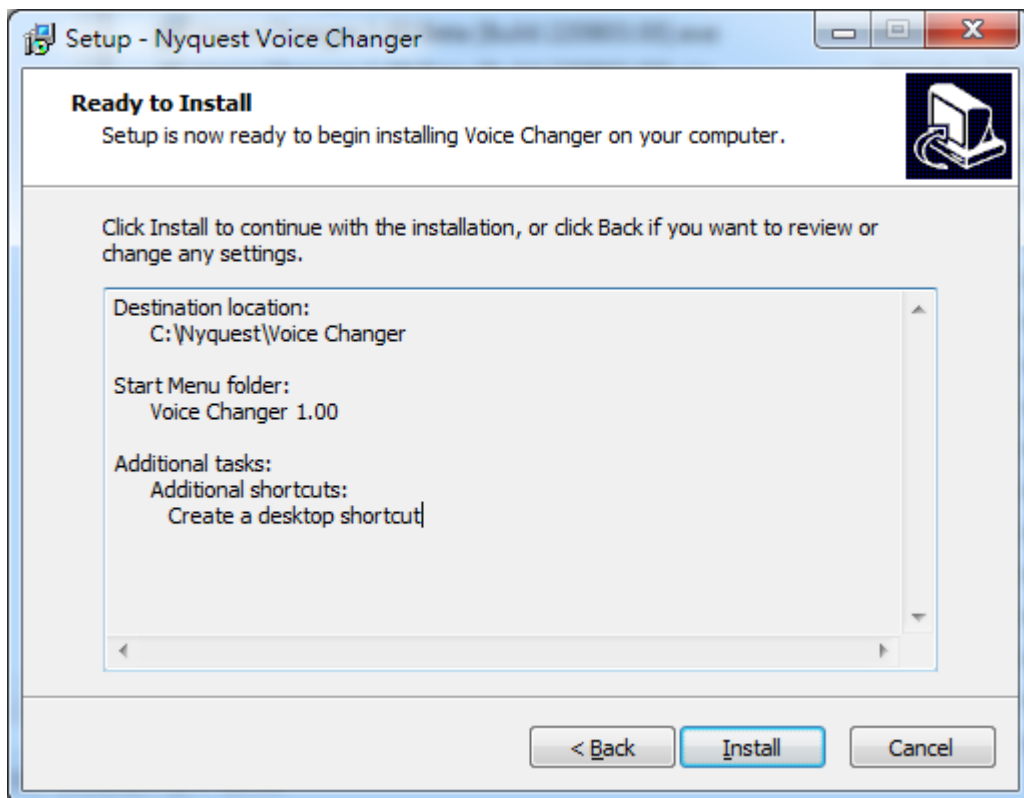 Setup - Nyquest Voice Changer
Ready to Install
Setup is now ready to begin installing Voice Changer on your computer.
Click Install to continue with the installation, or click Back if you want to review or
change any settings.
Destination location:
C:\Nyquest\Voice Changer
Start Menu folder:
Voice Changer 1.00
Additional tasks:
Additional shortcuts:
Create a desktop shortcut
< Back
Install
Cancel